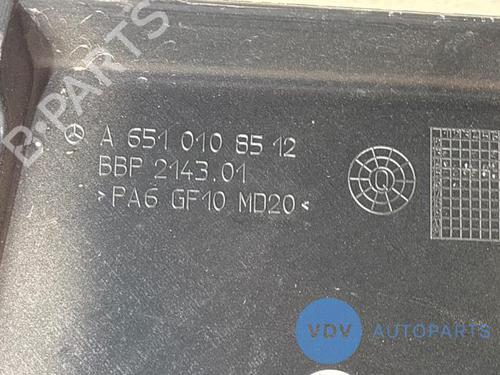 B-PARTS
A 651 010 85 12
BBP 2143.01
>PA6 GF10 MD20<
Q
VDV AUTOPARTS